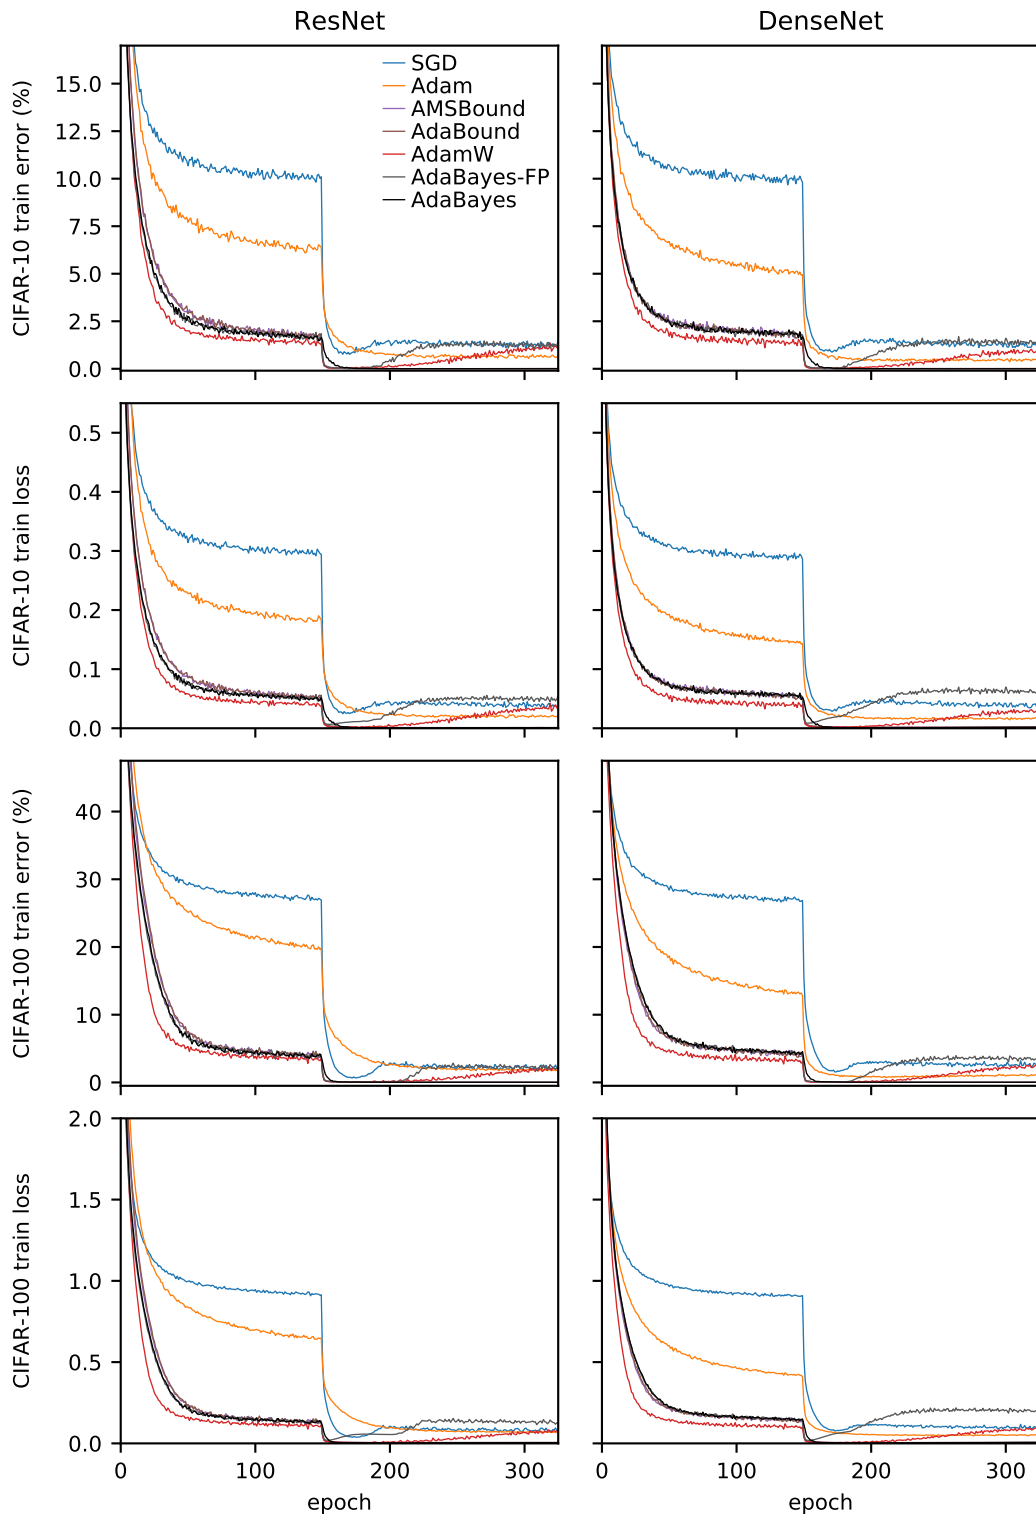 ResNet
DenseNet
CIFAR-10 train error (%)
15.0
12.5
10.0
7.5
5.0
2.5
0.0
SGD
Adam
AMSBound
AdaBound
AdamW
AdaBayes-FP
AdaBayes
CIFAR-10 train loss
0.5
0.4
0.3
0.2
0.1
0.0
CIFAR-100 train error (%)
40
30
20
10
0
CIFAR-100 train loss
2.0
1.5
1.0
0.5
0.0
0 100 200 300
0 100 200 300
epoch
epoch